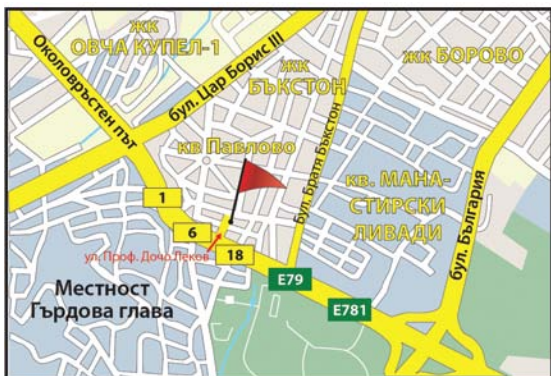 жк
ОВЧА КУПЕЛ-1
Околовръстен път
бул. Цар Борис III
жк
БЪКСТОН
жк БОРОВО
кв Павлово
бул. Братя Бъкстон
кв. МАНА-
СТИРСКИ
ЛИВАДИ
бул. България
1
6
18
ул. Проф. Дочо Леков
Местност
Гърдова глава
E79
E781